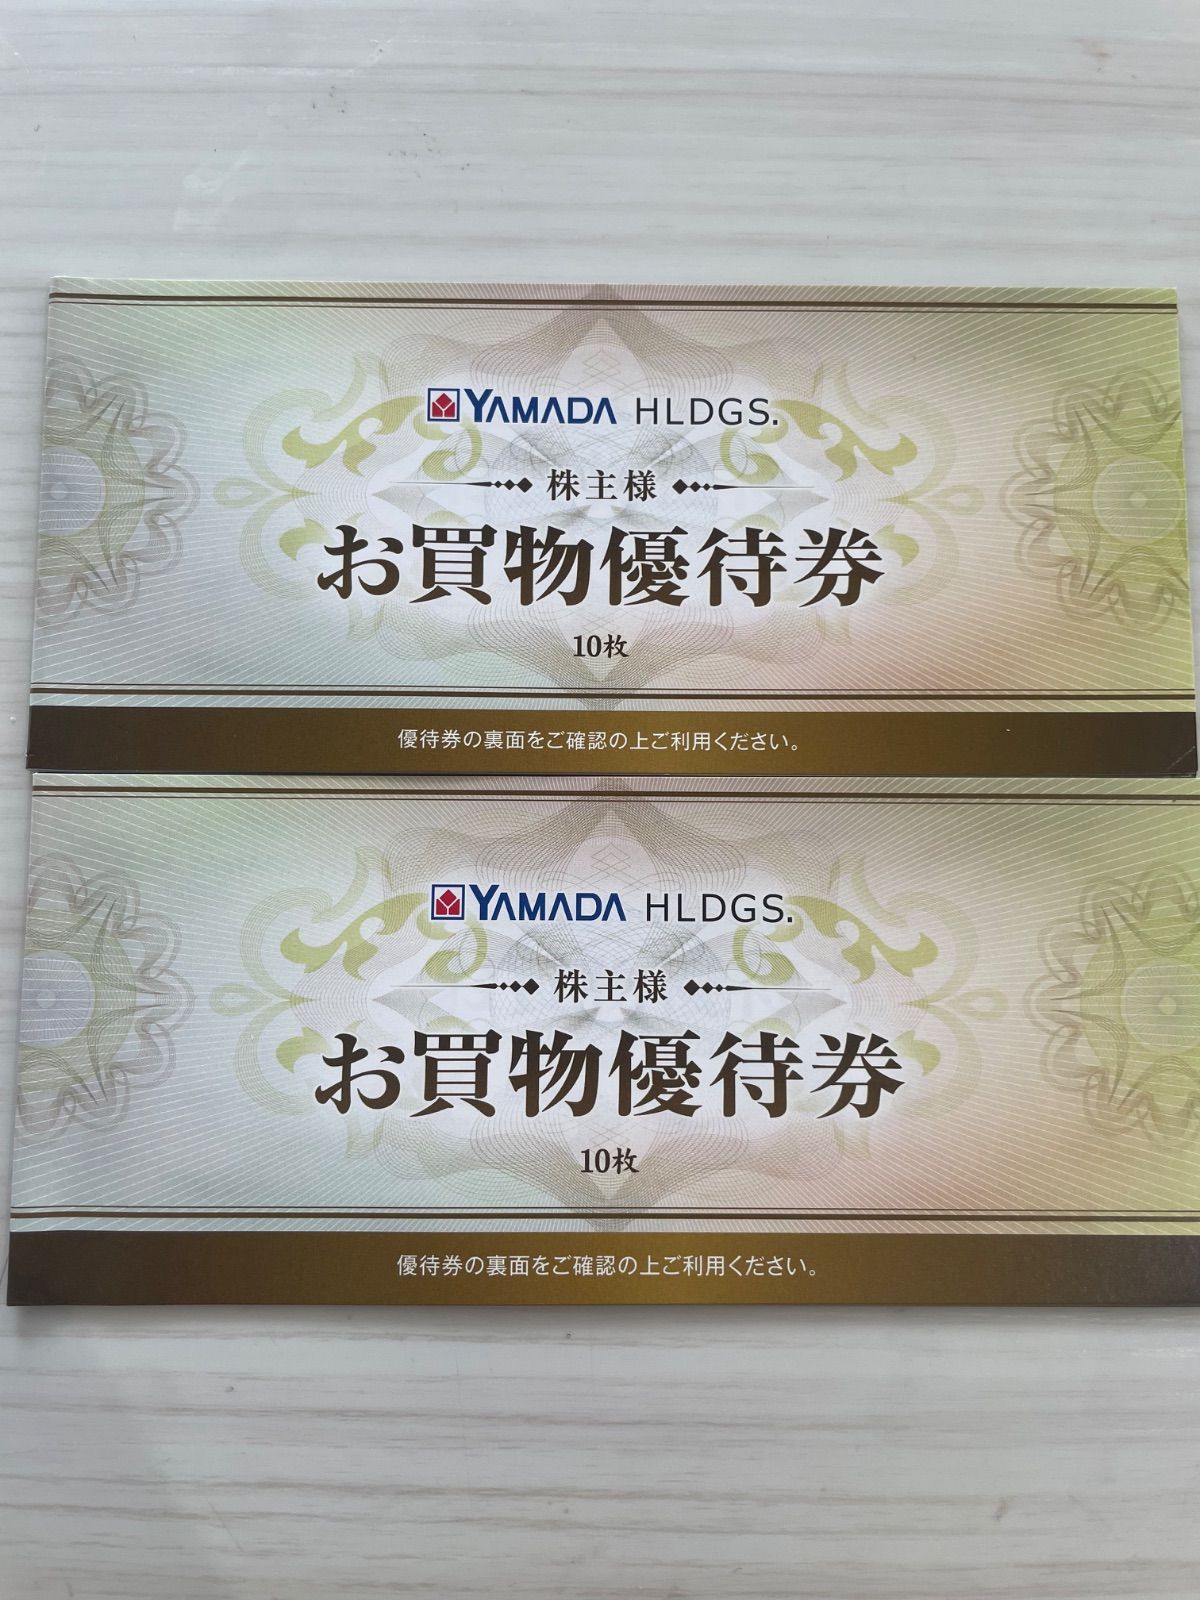 YAMADA HLDGS.
株主様
お買物優待券
10枚
優待券の裏面をご確認の上ご利用ください。
YAMADA HLDGS.
株主様
お買物優待券
10枚
優待券の裏面をご確認の上ご利用ください。